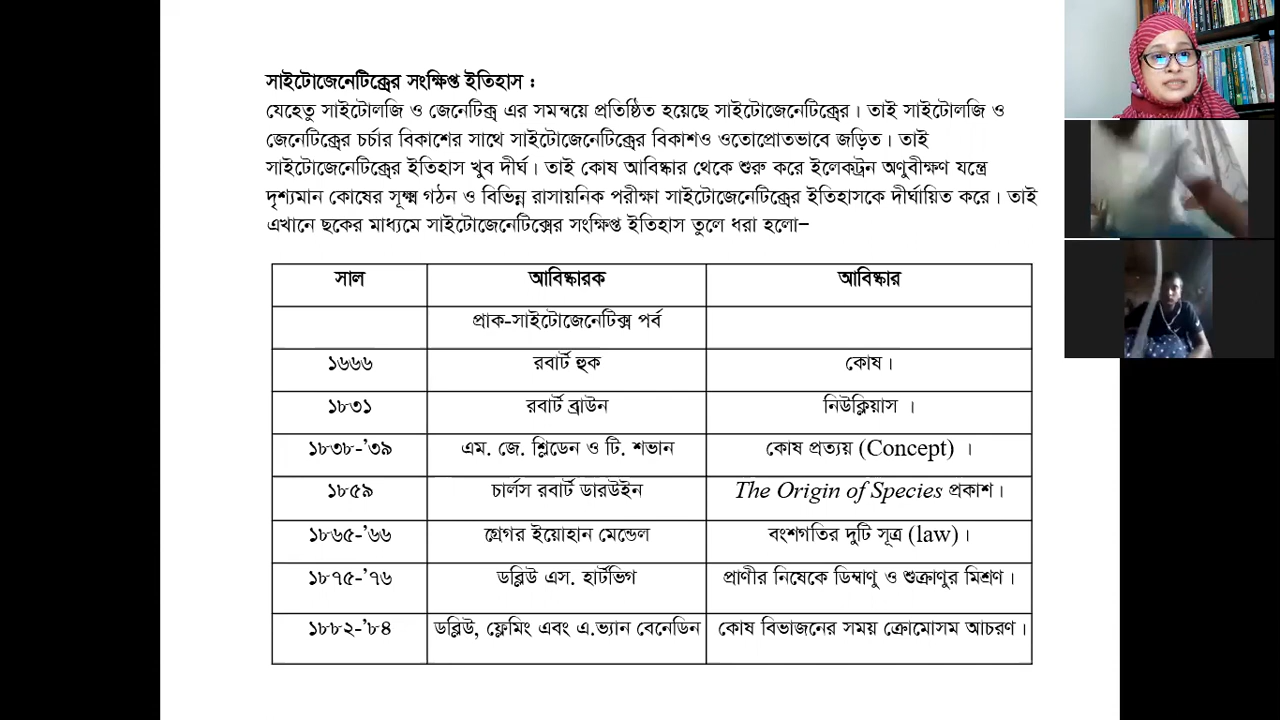 সাইটোজেনেটিক্সের সংক্ষিপ্ত ইতিহাস :
যেহেতু সাইটোলজি ও জেনেটিক্স এর সমন্বয়ে প্রতিষ্ঠিত হয়েছে সাইটোজেনেটিক্সের। তাই সাইটোলজি ও
জেনেটিক্সের চর্চার বিকাশের সাথে সাইটোজেনেটিক্সের বিকাশও ওতোপ্রোতভাবে জড়িত। তাই
সাইটোজেনেটিক্সের ইতিহাস খুব দীর্ঘ। তাই কোষ আবিষ্কার থেকে শুরু করে ইলেকট্রন অণুবীক্ষণ যন্ত্রে
দৃশ্যমান কোষের সূক্ষ্ম গঠন ও বিভিন্ন রাসায়নিক পরীক্ষা সাইটোজেনেটিক্সের ইতিহাসকে দীর্ঘায়িত করে। তাই
এখানে ছকের মাধ্যমে সাইটোজেনেটিক্সের সংক্ষিপ্ত ইতিহাস তুলে ধরা হলো–
সাল আবিষ্কারক আবিষ্কার
প্রাক-সাইটোজেনেটিক্স পর্ব
১৬৬৬ রবার্ট হুক কোষ।
১৮৩১ রবার্ট ব্রাউন নিউক্লিয়াস ।
১৮৩৮-’৩৯ এম. জে. শ্লিডেন ও টি. শভান কোষ প্রত্যয় (Concept) ।
১৮৫৯ চার্লস রবার্ট ডারউইন The Origin of Species প্রকাশ।
১৮৬৫-’৬৬ গ্রেগর ইয়োহান মেন্ডেল বংশগতির দুটি সূত্র (law)।
১৮৭৫-’৭৬ ডব্লিউ এস. হার্টভিগ প্রাণীর নিষেকে ডিম্বাণু ও শুক্রাণুর মিশ্রণ।
১৮৮২-’৮৪ ডব্লিউ, ফ্লেমিং এবং এ.ভ্যান বেনেডিন কোষ বিভাজনের সময় ক্রোমোসম আচরণ।